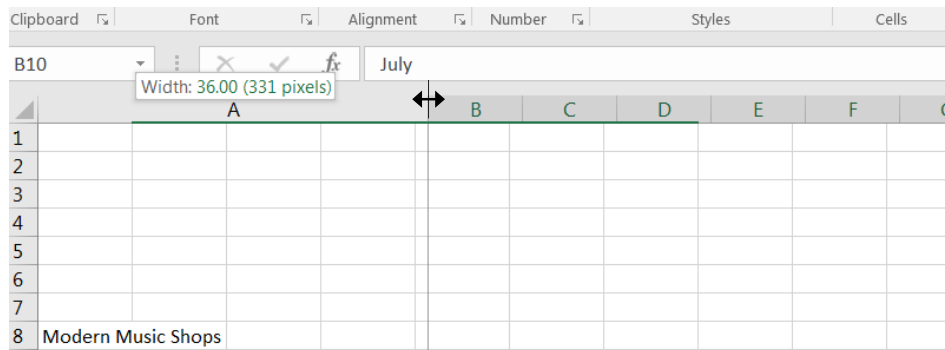 Clipboard Font Alignment Number Styles Cells
B10 fx July
Width: 36.00 (331 pixels)
A B C D E F
1
2
3
4
5
6
7
8 Modern Music Shops